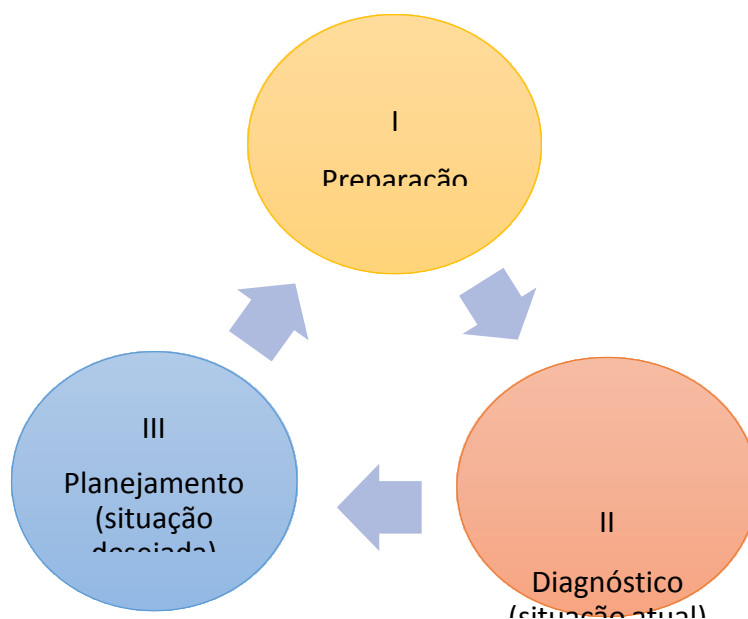 I
Preparação
II
Diagnóstico
(situação atual)
III
Planejamento
(situação
desejada)